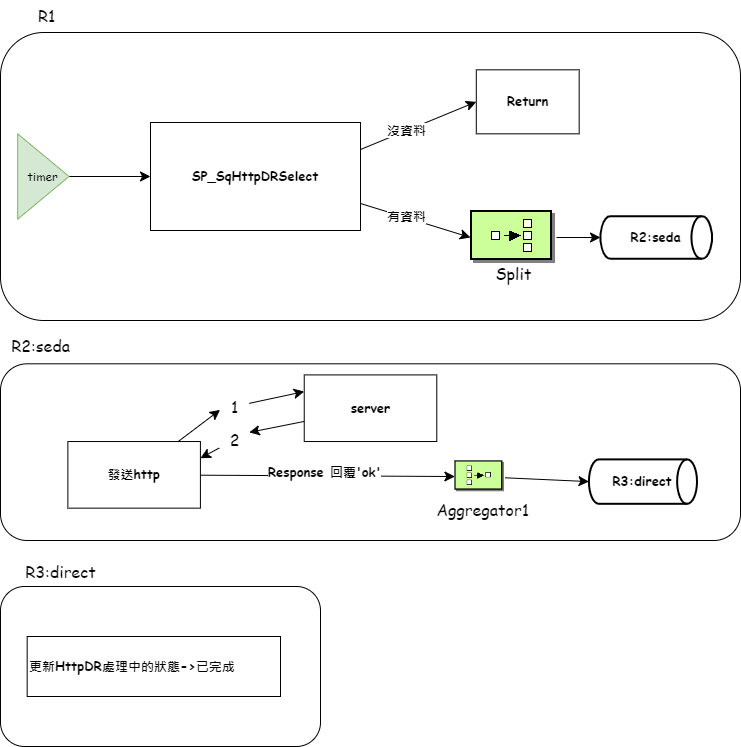 R1
Return
沒資料
timer
SP_SqHttpDRSelect
有資料
R2:seda
Split
R2:seda
1
server
2
發送http
Response 回覆'ok'
R3:direct
Aggregator1
R3:direct
更新HttpDR處理中的狀態->已完成